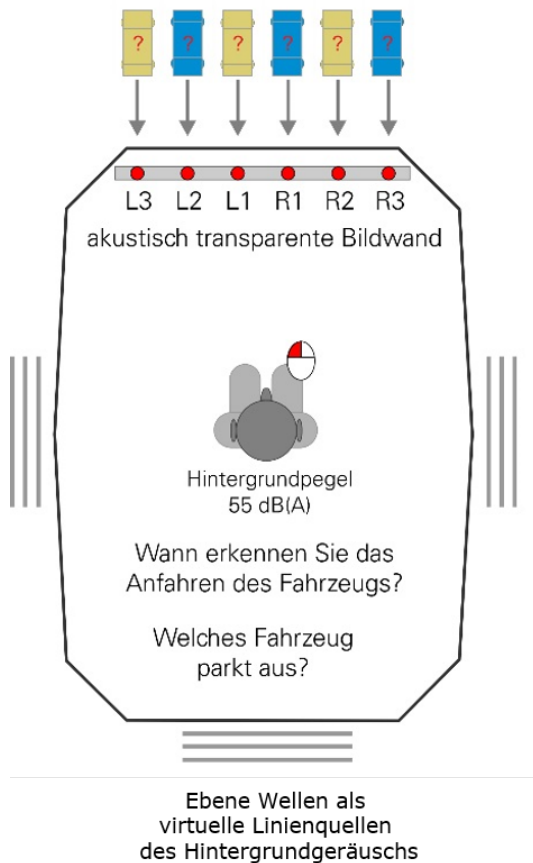 ? ? ? ? ? ?
L3 L2 L1 R1 R2 R3
akustisch transparente Bildwand
Hintergrundpegel
55 dB(A)
Wann erkennen Sie das
Anfahren des Fahrzeugs?
Welches Fahrzeug
parkt aus?
Ebene Wellen als
virtuelle Linienquellen
des Hintergrundgeräuschs